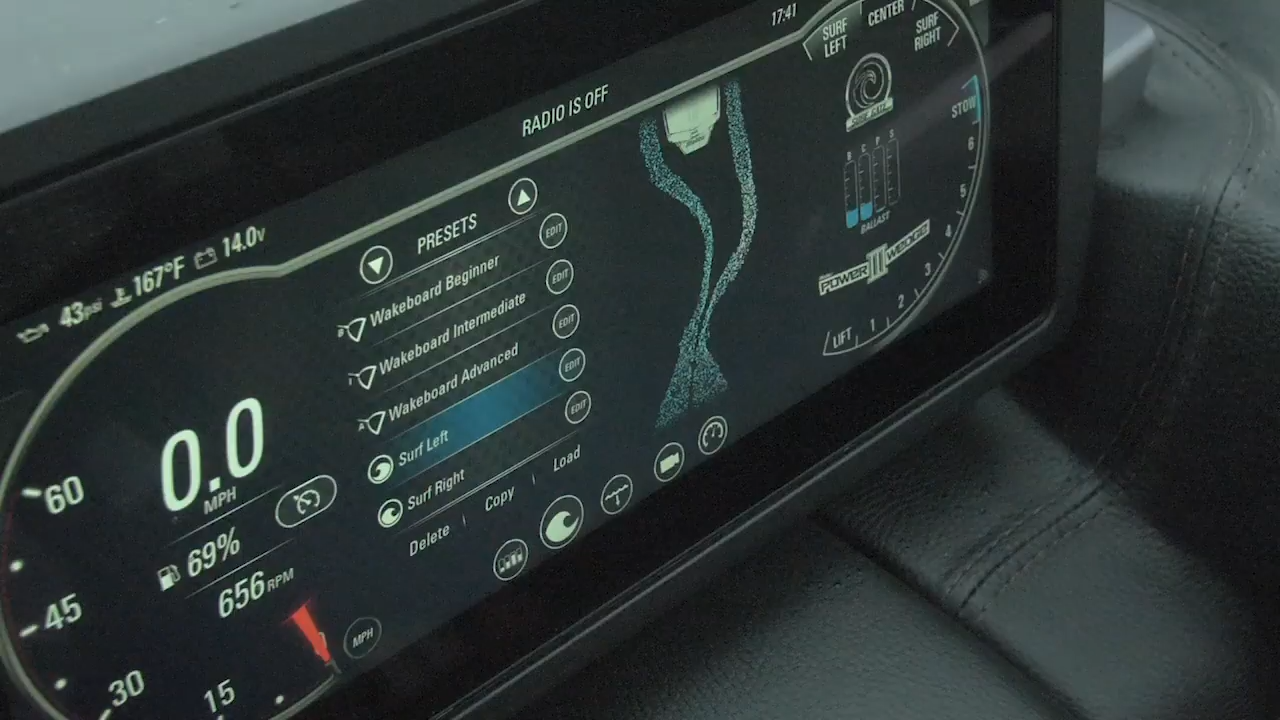 17:41
SURF
LEFT
CENTER
SURF
RIGHT
RADIO IS OFF
43psi
167°F
14.0v
PRESETS
Wakeboard Beginner
EDIT
Wakeboard Intermediate
EDIT
Wakeboard Advanced
EDIT
Surf Left
EDIT
Surf Right
EDIT
Delete
Copy
Load
0.0
MPH
69%
656 RPM
60
45
30
15
MPH
B
C
P
S
BALLAST
POWER III WEDGE
STOW
6
5
4
3
2
1
LIFT